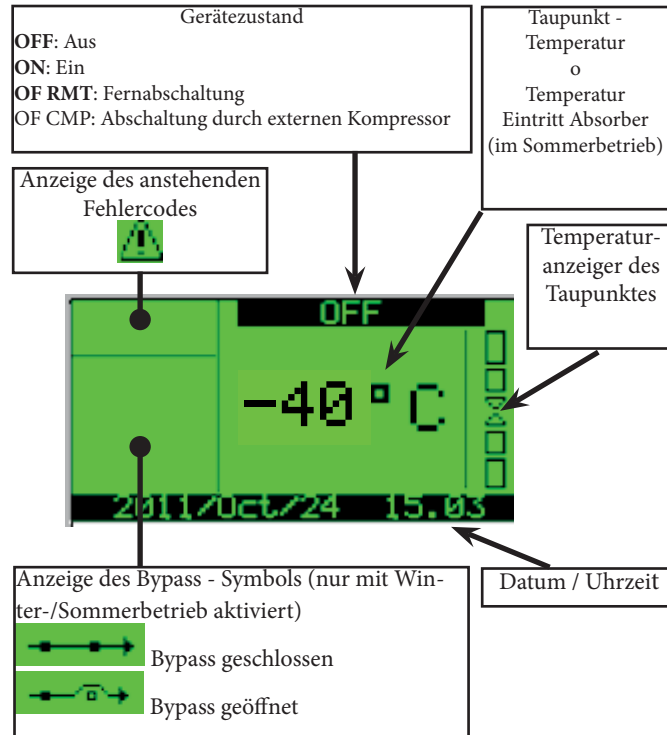 Gerätezustand
OFF: Aus
ON: Ein
OF RMT: Fernabschaltung
OF CMP: Abschaltung durch externen Kompressor
Taupunkt -
Temperatur
o
Temperatur
Eintritt Absorber
(im Sommerbetrieb)
Anzeige des anstehenden
Fehlercodes
Temperatur-
anzeiger des
Taupunktes
OFF
-40°C
2011/Oct/24 15.03
Anzeige des Bypass - Symbols (nur mit Win-
ter-/Sommerbetrieb aktiviert)
Bypass geschlossen
Bypass geöffnet
Datum / Uhrzeit